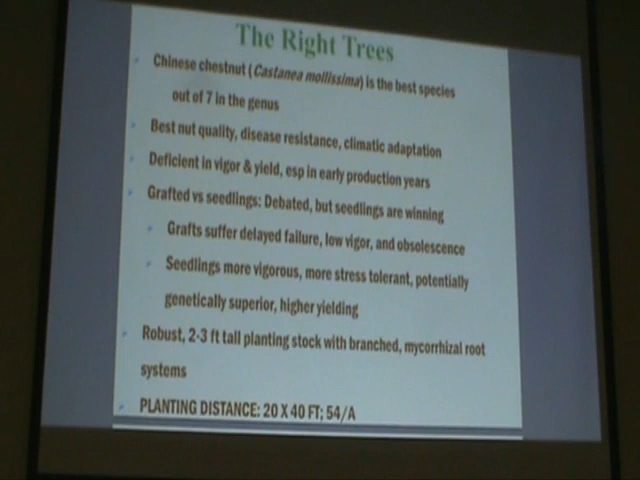 The Right Trees
Chinese chestnut (Castanea mollissima) is the best species
out of 7 in the genus
Best nut quality, disease resistance, climatic adaptation
Deficient in vigor & yield, esp in early production years
Grafted vs seedlings: Debated, but seedlings are winning
Grafts suffer delayed failure, low vigor, and obsolescence
Seedlings more vigorous, more stress tolerant, potentially
genetically superior, higher yielding
Robust, 2-3 ft tall planting stock with branched, mycorrhizal root
systems
PLANTING DISTANCE: 20 X 40 FT; 54/A